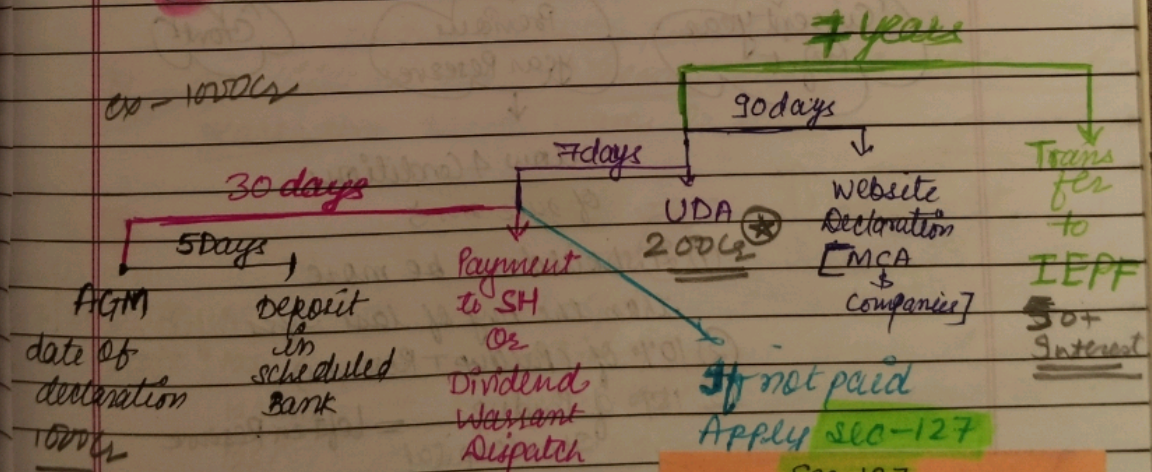 7 years
ex - 1000Cr
90days
7days
30 days
5Days
UDA
200Cr
Website
Declaration
[MCA
&
Companies]
Trans
fer
to
IEPF
50+
Interest
AGM
date of
declaration
1000Cr
Deposit
in
scheduled
Bank
Payment
to SH
Or
Dividend
Warrant
Dispatch
If not paid
Apply Sec-127